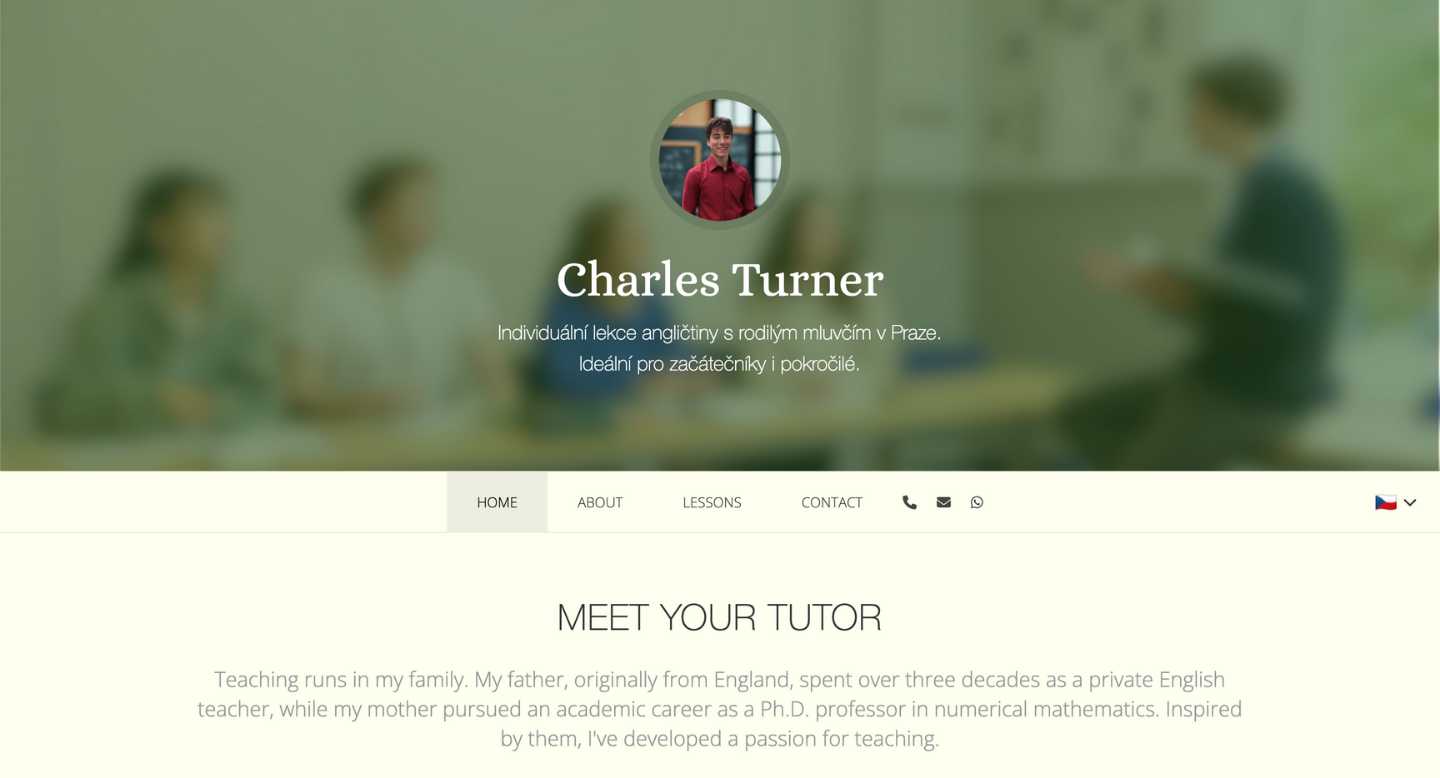 Charles Turner
Individuální lekce angličtiny s rodilým mluvčím v Praze.
Ideální pro začátečníky i pokročilé.
HOME ABOUT LESSONS CONTACT
MEET YOUR TUTOR
Teaching runs in my family. My father, originally from England, spent over three decades as a private English
teacher, while my mother pursued an academic career as a Ph.D. professor in numerical mathematics. Inspired
by them, I've developed a passion for teaching.